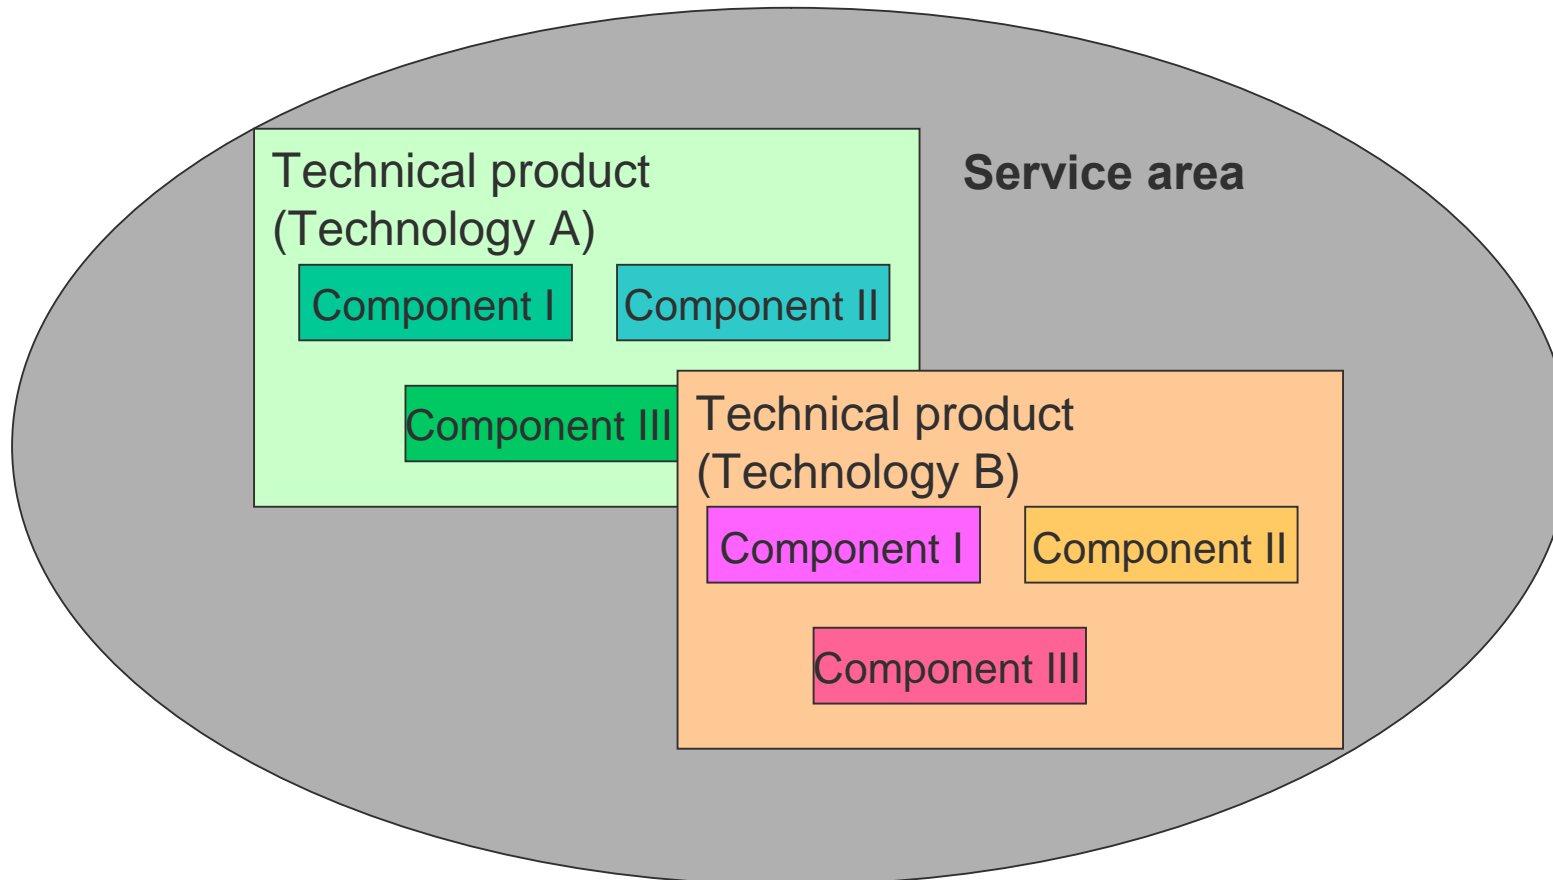 Technical product
(Technology A)
Service area
Component I
Component II
Component III
Technical product
(Technology B)
Component I
Component II
Component III